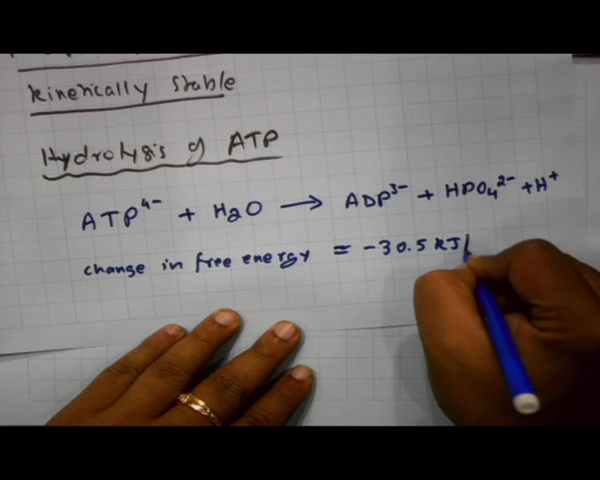 kinetically stable
Hydrolysis of ATP
ATP⁴⁻ + H₂O ⟶ ADP³⁻ + HPO₄²⁻ + H⁺
change in free energy = -30.5 kJ/